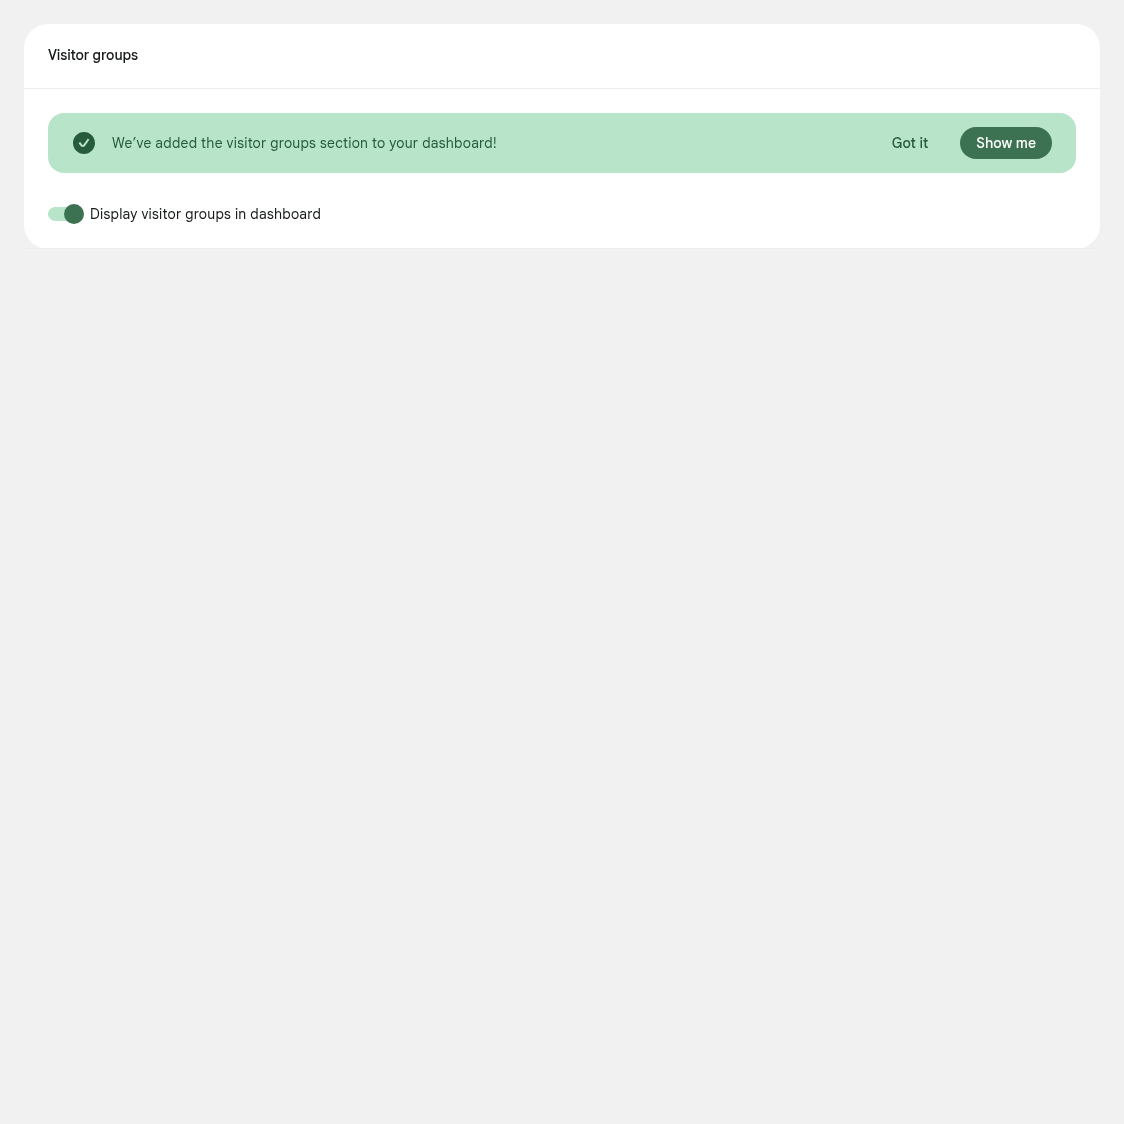 Visitor groups
We’ve added the visitor groups section to your dashboard!
Got it
Show me
Display visitor groups in dashboard